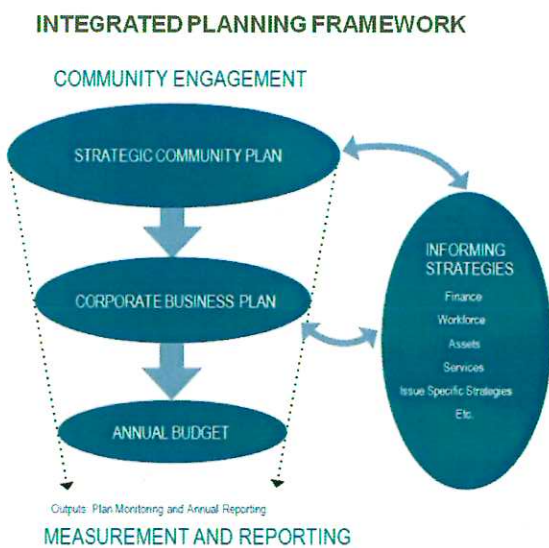 INTEGRATED PLANNING FRAMEWORK
COMMUNITY ENGAGEMENT
STRATEGIC COMMUNITY PLAN
CORPORATE BUSINESS PLAN
ANNUAL BUDGET
INFORMING
STRATEGIES
Finance
Workforce
Assets
Services
Issue Specific Strategies
Etc.
Outputs: Plan Monitoring and Annual Reporting
MEASUREMENT AND REPORTING